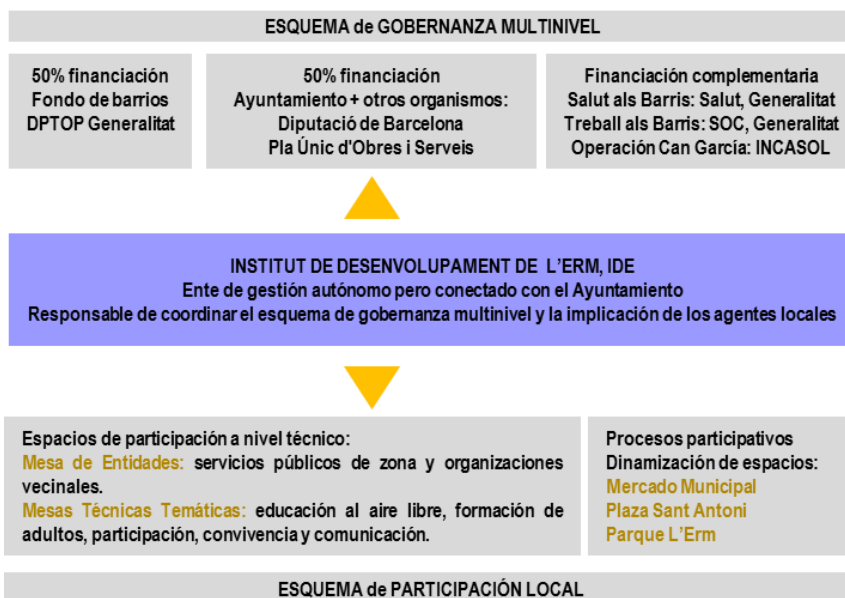 ESQUEMA de GOBERNANZA MULTINIVEL
50% financiación
Fondo de barrios
DPTOP Generalitat
50% financiación
Ayuntamiento + otros organismos:
Diputació de Barcelona
Pla Únic d'Obres i Serveis
Financiación complementaria
Salut als Barris: Salut, Generalitat
Treball als Barris: SOC, Generalitat
Operación Can García: INCASOL
INSTITUT DE DESENVOLUPAMENT DE L'ERM, IDE
Ente de gestión autónomo pero conectado con el Ayuntamiento
Responsable de coordinar el esquema de gobernanza multinivel y la implicación de los agentes locales
Espacios de participación a nivel técnico:
Mesa de Entidades: servicios públicos de zona y organizaciones
vecinales.
Mesas Técnicas Temáticas: educación al aire libre, formación de
adultos, participación, convivencia y comunicación.
Procesos participativos
Dinamización de espacios:
Mercado Municipal
Plaza Sant Antoni
Parque L'Erm
ESQUEMA de PARTICIPACIÓN LOCAL